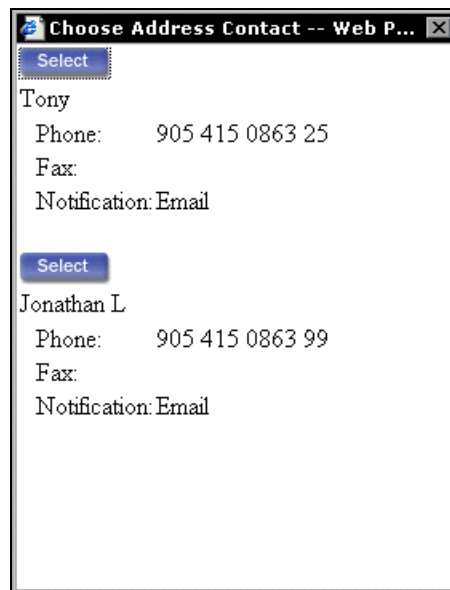 Choose Address Contact -- Web P...
Select
Tony
Phone: 905 415 0863 25
Fax:
Notification: Email
Select
Jonathan L
Phone: 905 415 0863 99
Fax:
Notification: Email